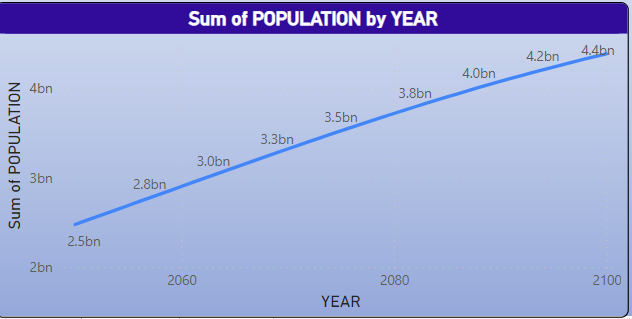 Sum of POPULATION by YEAR
Sum of POPULATION
4bn
3bn
2bn
2.5bn
2.8bn
3.0bn
3.3bn
3.5bn
3.8bn
4.0bn
4.2bn
4.4bn
2060
2080
2100
YEAR